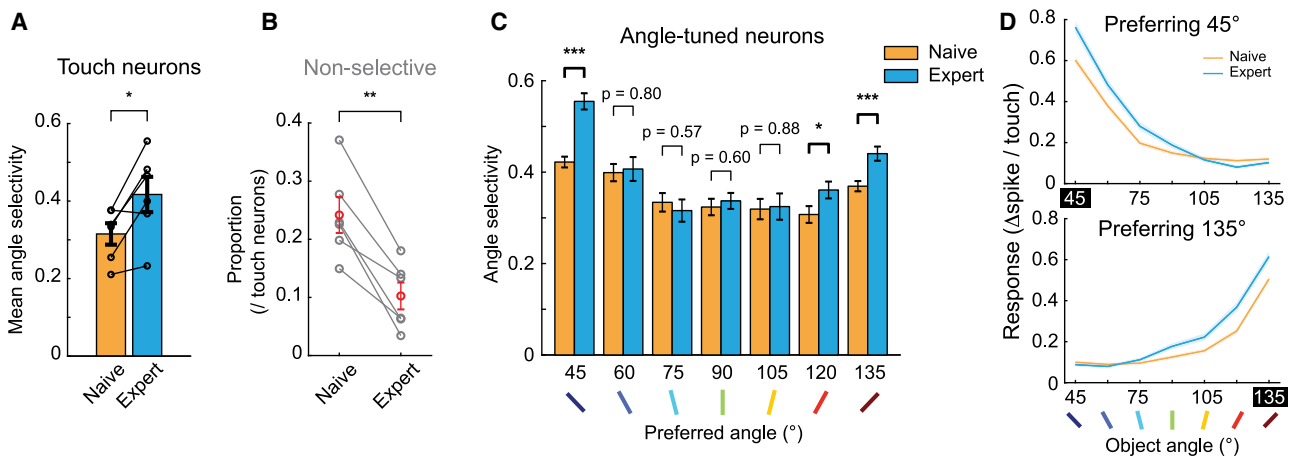 A
Touch neurons
*
Mean angle selectivity
0.6
0.4
0.2
0
Naive
Expert
B
Non-selective
**
Proportion
(/ touch neurons)
0.4
0.3
0.2
0.1
0
Naive
Expert
C
Angle-tuned neurons
Naive
Expert
Angle selectivity
0.6
0.4
0.2
0
***
p = 0.80
p = 0.57
p = 0.60
p = 0.88
*
***
45 60 75 90 105 120 135
Preferred angle (°)
D
Preferring 45°
Naive
Expert
Response (Δspike / touch)
0.8
0.6
0.4
0.2
0
45 75 105 135
Preferring 135°
0.8
0.6
0.4
0.2
0
45 75 105 135
Object angle (°)